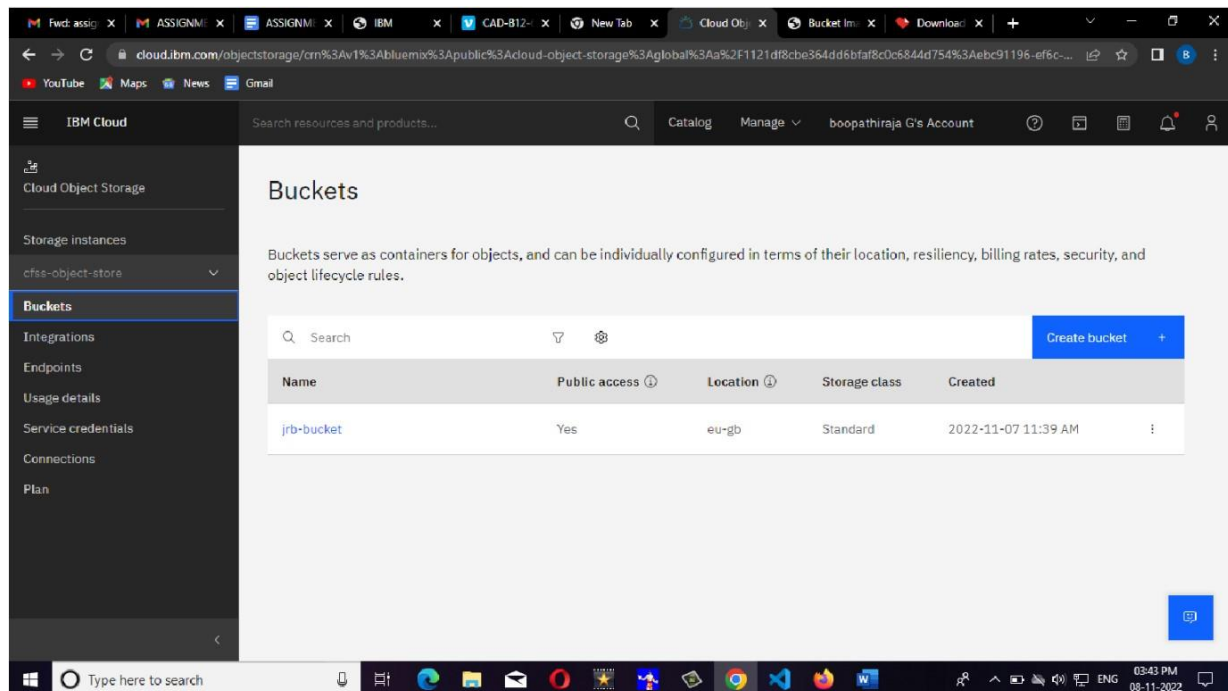 Fwd: assig
ASSIGNME
ASSIGNME
IBM
CAD-B12-
New Tab
Cloud Obj
Bucket Ima
Download
cloud.ibm.com/objectstorage/crn%3Av1%3Abluemix%3Apublic%3Acloud-object-storage%3Aglobal%3Aa%2F1121df8cbe364dd6bfaf8c0c6844d754%3Aebc91196-ef6c-...
B
YouTube Maps News Gmail
IBM Cloud
Search resources and products...
Catalog
Manage
boopathiraja G's Account
Cloud Object Storage
Storage instances
cfss-object-store
Buckets
Integrations
Endpoints
Usage details
Service credentials
Connections
Plan
Buckets
Buckets serve as containers for objects, and can be individually configured in terms of their location, resiliency, billing rates, security, and
object lifecycle rules.
Search
Create bucket +
Name Public access Location Storage class Created
jrb-bucket Yes eu-gb Standard 2022-11-07 11:39 AM
Type here to search
ENG
03:43 PM
08-11-2022